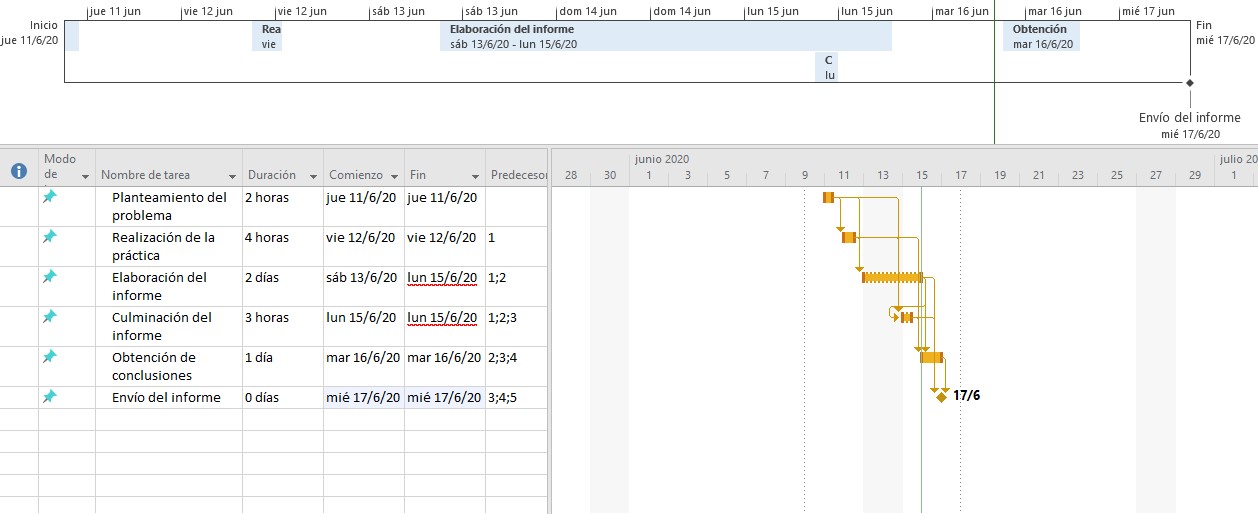 jue 11 jun vie 12 jun vie 12 jun sáb 13 jun sáb 13 jun dom 14 jun dom 14 jun lun 15 jun lun 15 jun mar 16 jun mar 16 jun mié 17 jun
Inicio
jue 11/6/20
Rea
vie
Elaboración del informe
sáb 13/6/20 - lun 15/6/20
C
lu
Obtención
mar 16/6/20
Fin
mié 17/6/20
Envío del informe
mié 17/6/20
Modo de Nombre de tarea Duración Comienzo Fin Predecesor
junio 2020 julio 20
28 30 1 3 5 7 9 11 13 15 17 19 21 23 25 27 29 1
Planteamiento del 2 horas jue 11/6/20 jue 11/6/20
problema
Realización de la 4 horas vie 12/6/20 vie 12/6/20 1
práctica
Elaboración del 2 días sáb 13/6/20 lun 15/6/20 1;2
informe
Culminación del 3 horas lun 15/6/20 lun 15/6/20 1;2;3
informe
Obtención de 1 día mar 16/6/20 mar 16/6/20 2;3;4
conclusiones
Envío del informe 0 días mié 17/6/20 mié 17/6/20 3;4;5
17/6